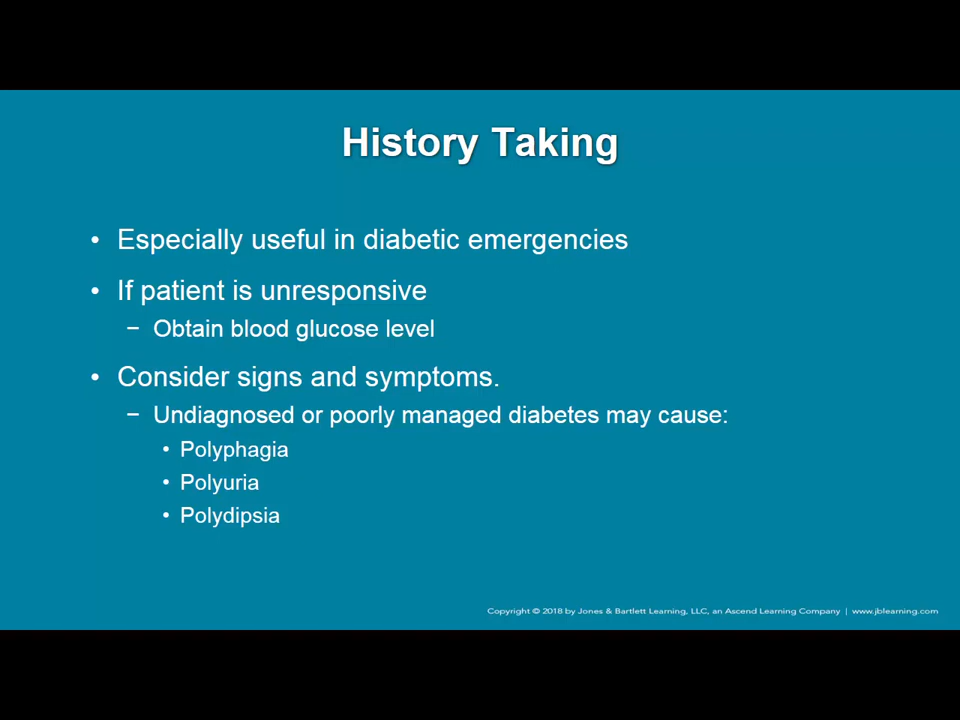 History Taking
• Especially useful in diabetic emergencies
• If patient is unresponsive
− Obtain blood glucose level
• Consider signs and symptoms.
− Undiagnosed or poorly managed diabetes may cause:
• Polyphagia
• Polyuria
• Polydipsia
Copyright © 2018 by Jones & Bartlett Learning, LLC, an Ascend Learning Company | www.jblearning.com